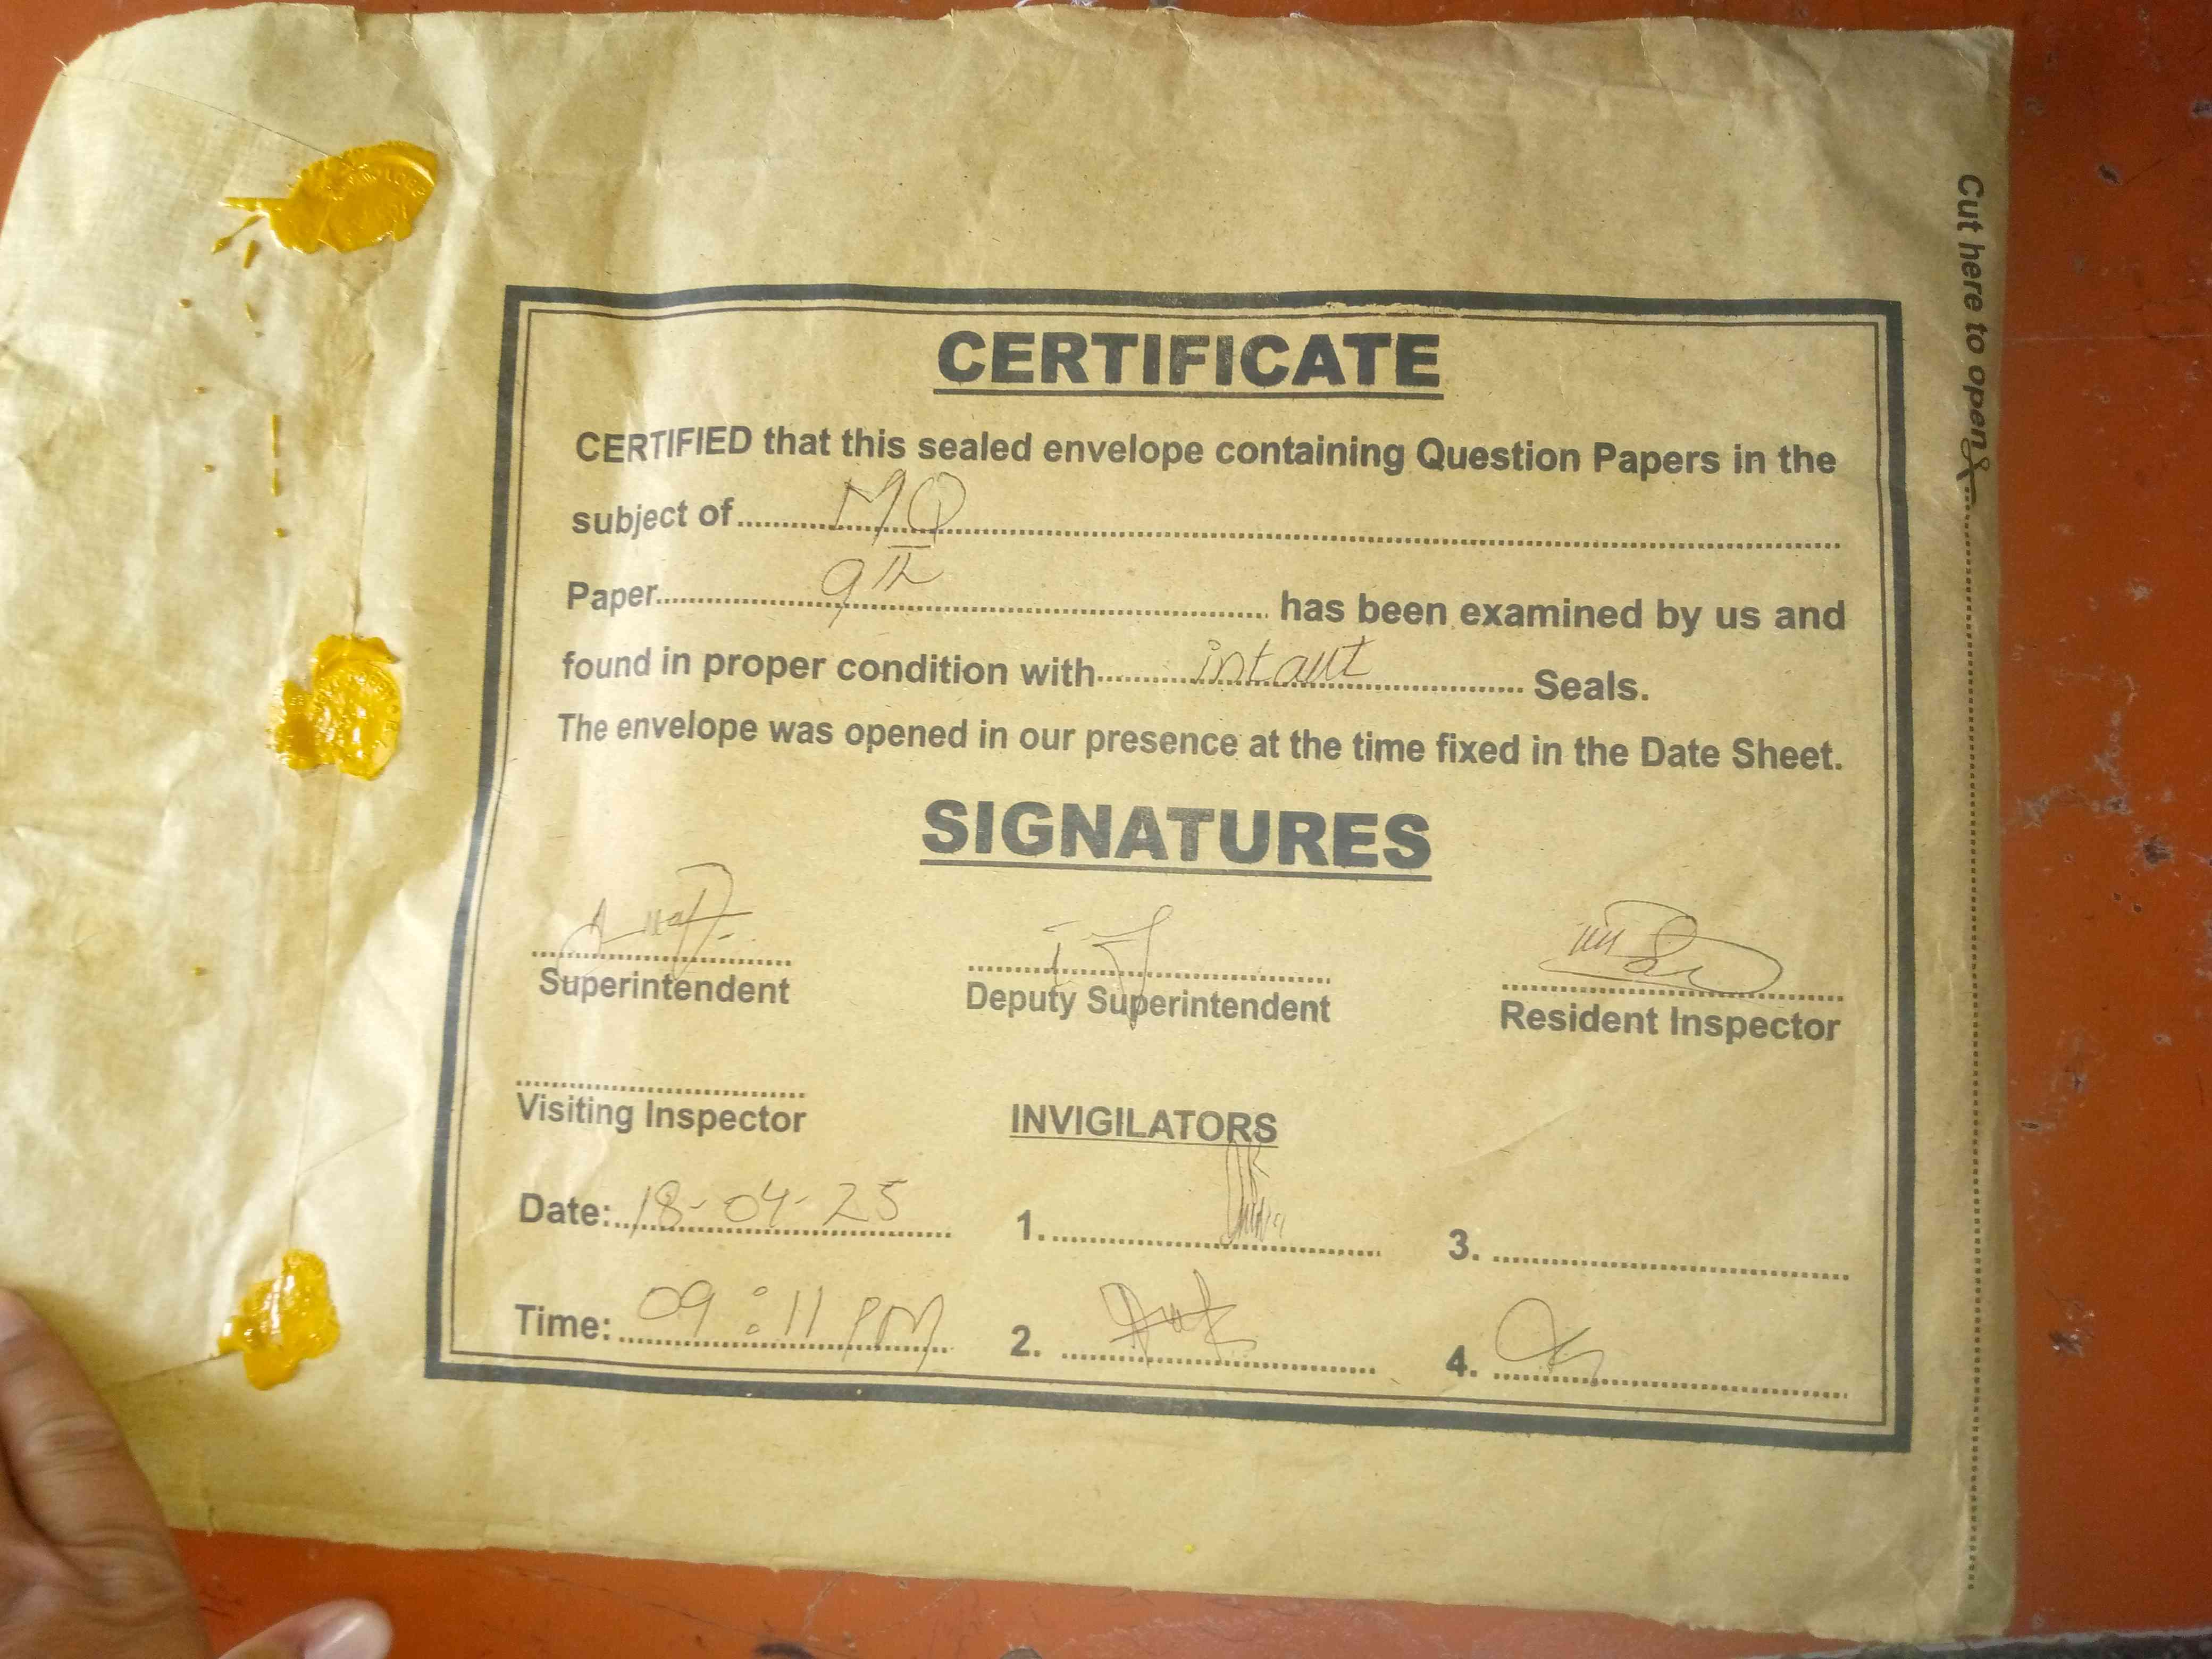 Cut here to open
CERTIFICATE
CERTIFIED that this sealed envelope containing Question Papers in the
subject of MQ
Paper 9th has been examined by us and
found in proper condition with intaut Seals.
The envelope was opened in our presence at the time fixed in the Date Sheet.
SIGNATURES
Superintendent Deputy Superintendent Resident Inspector
Visiting Inspector INVIGILATORS
Date: 18-04-25 1. 3.
Time: 09:11 PM 2. 4.